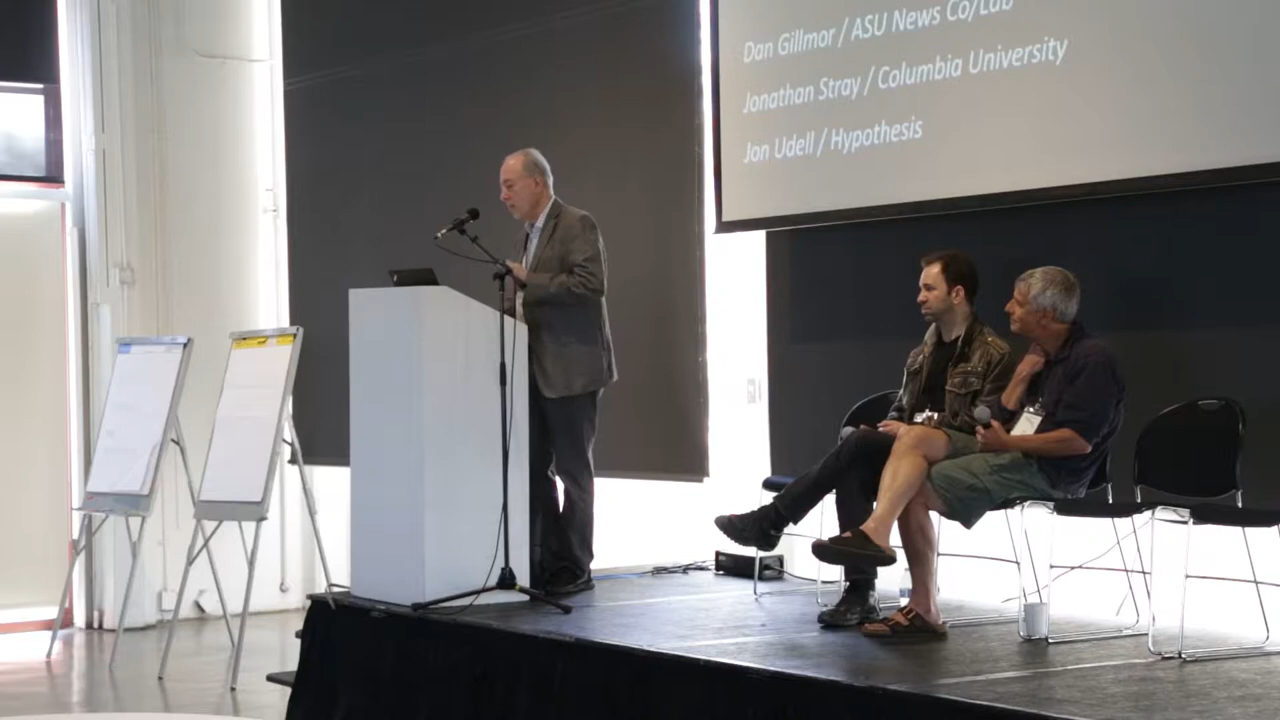 Dan Gillmor / ASU News Co/Lab
Jonathan Stray / Columbia University
Jon Udell / Hypothesis